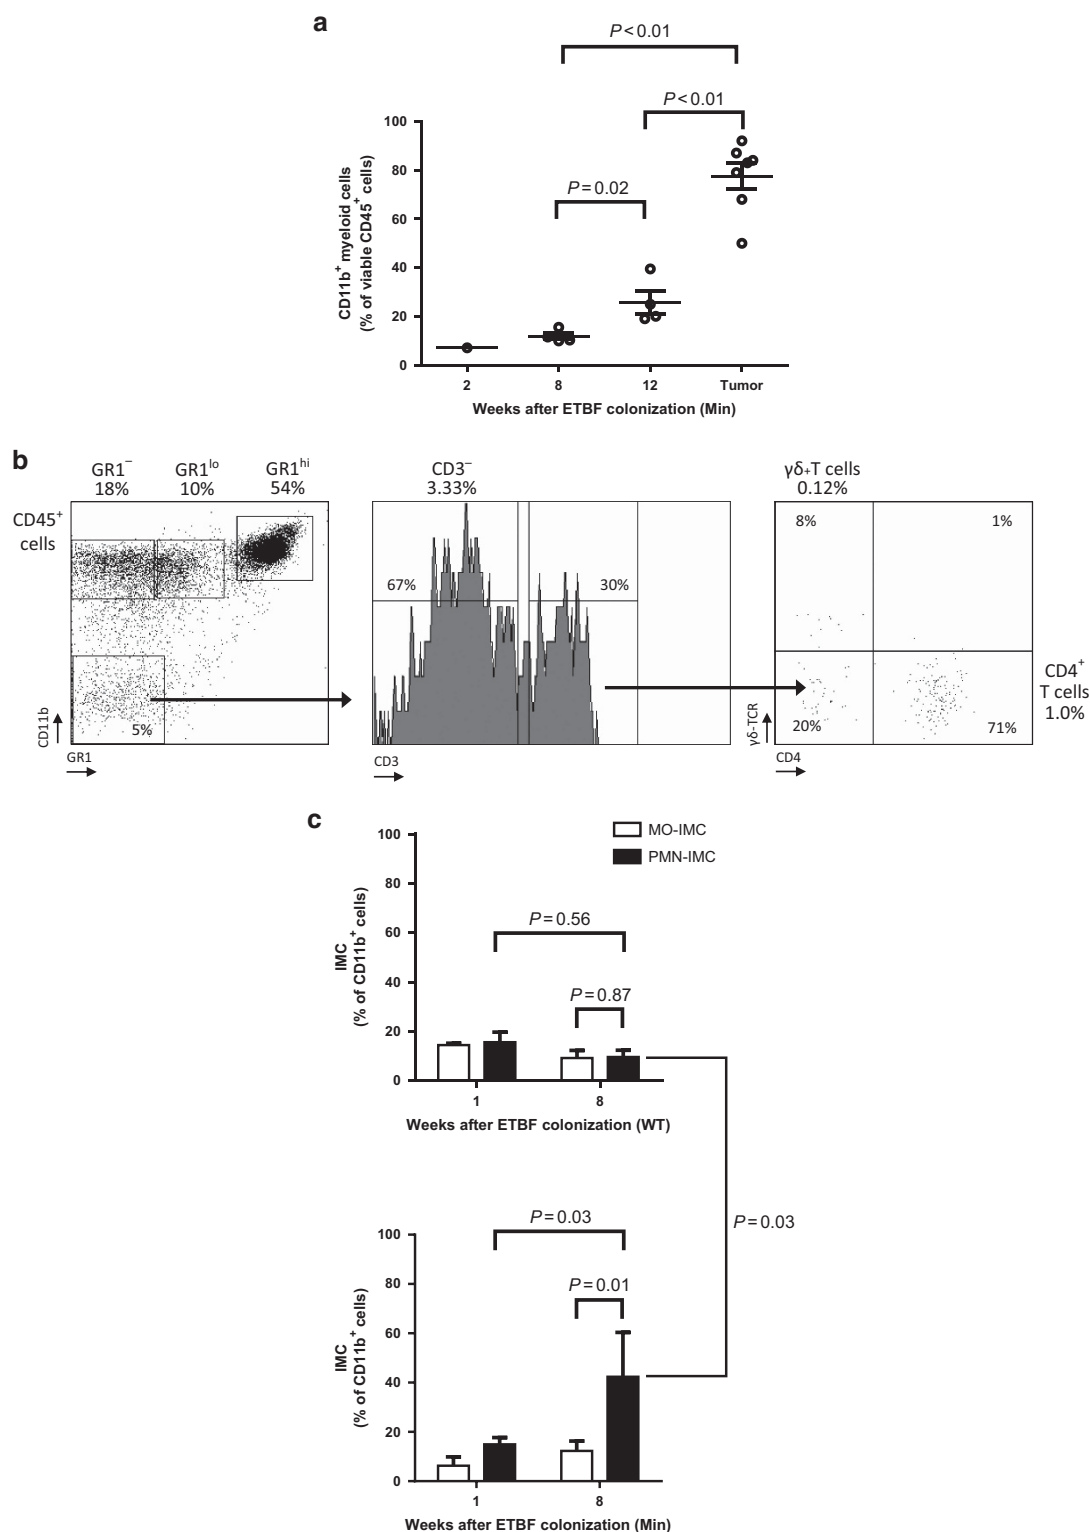 a
P < 0.01
P < 0.01
P = 0.02
CD11b+ myeloid cells
(% of viable CD45+ cells)
100
80
60
40
20
0
2 8 12 Tumor
Weeks after ETBF colonization (Min)
b
GR1− GR1lo GR1hi
18% 10% 54%
CD45+
cells
5%
CD11b
GR1
CD3−
3.33%
67% 30%
CD3
γδ+T cells
0.12%
8% 1%
20% 71%
γδ-TCR
CD4
CD4+
T cells
1.0%
c
MO-IMC
PMN-IMC
IMC
(% of CD11b+ cells)
100
80
60
40
20
0
P = 0.56
P = 0.87
1 8
Weeks after ETBF colonization (WT)
P = 0.03
IMC
(% of CD11b+ cells)
100
80
60
40
20
0
P = 0.03
P = 0.01
1 8
Weeks after ETBF colonization (Min)